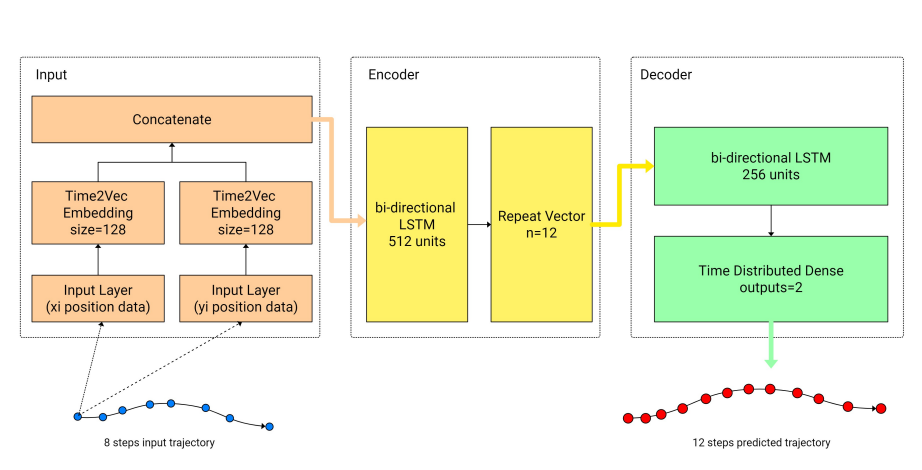 Input
Concatenate
Time2Vec
Embedding
size=128
Time2Vec
Embedding
size=128
Input Layer
(xi position data)
Input Layer
(yi position data)
8 steps input trajectory
Encoder
bi-directional
LSTM
512 units
Repeat Vector
n=12
Decoder
bi-directional LSTM
256 units
Time Distributed Dense
outputs=2
12 steps predicted trajectory